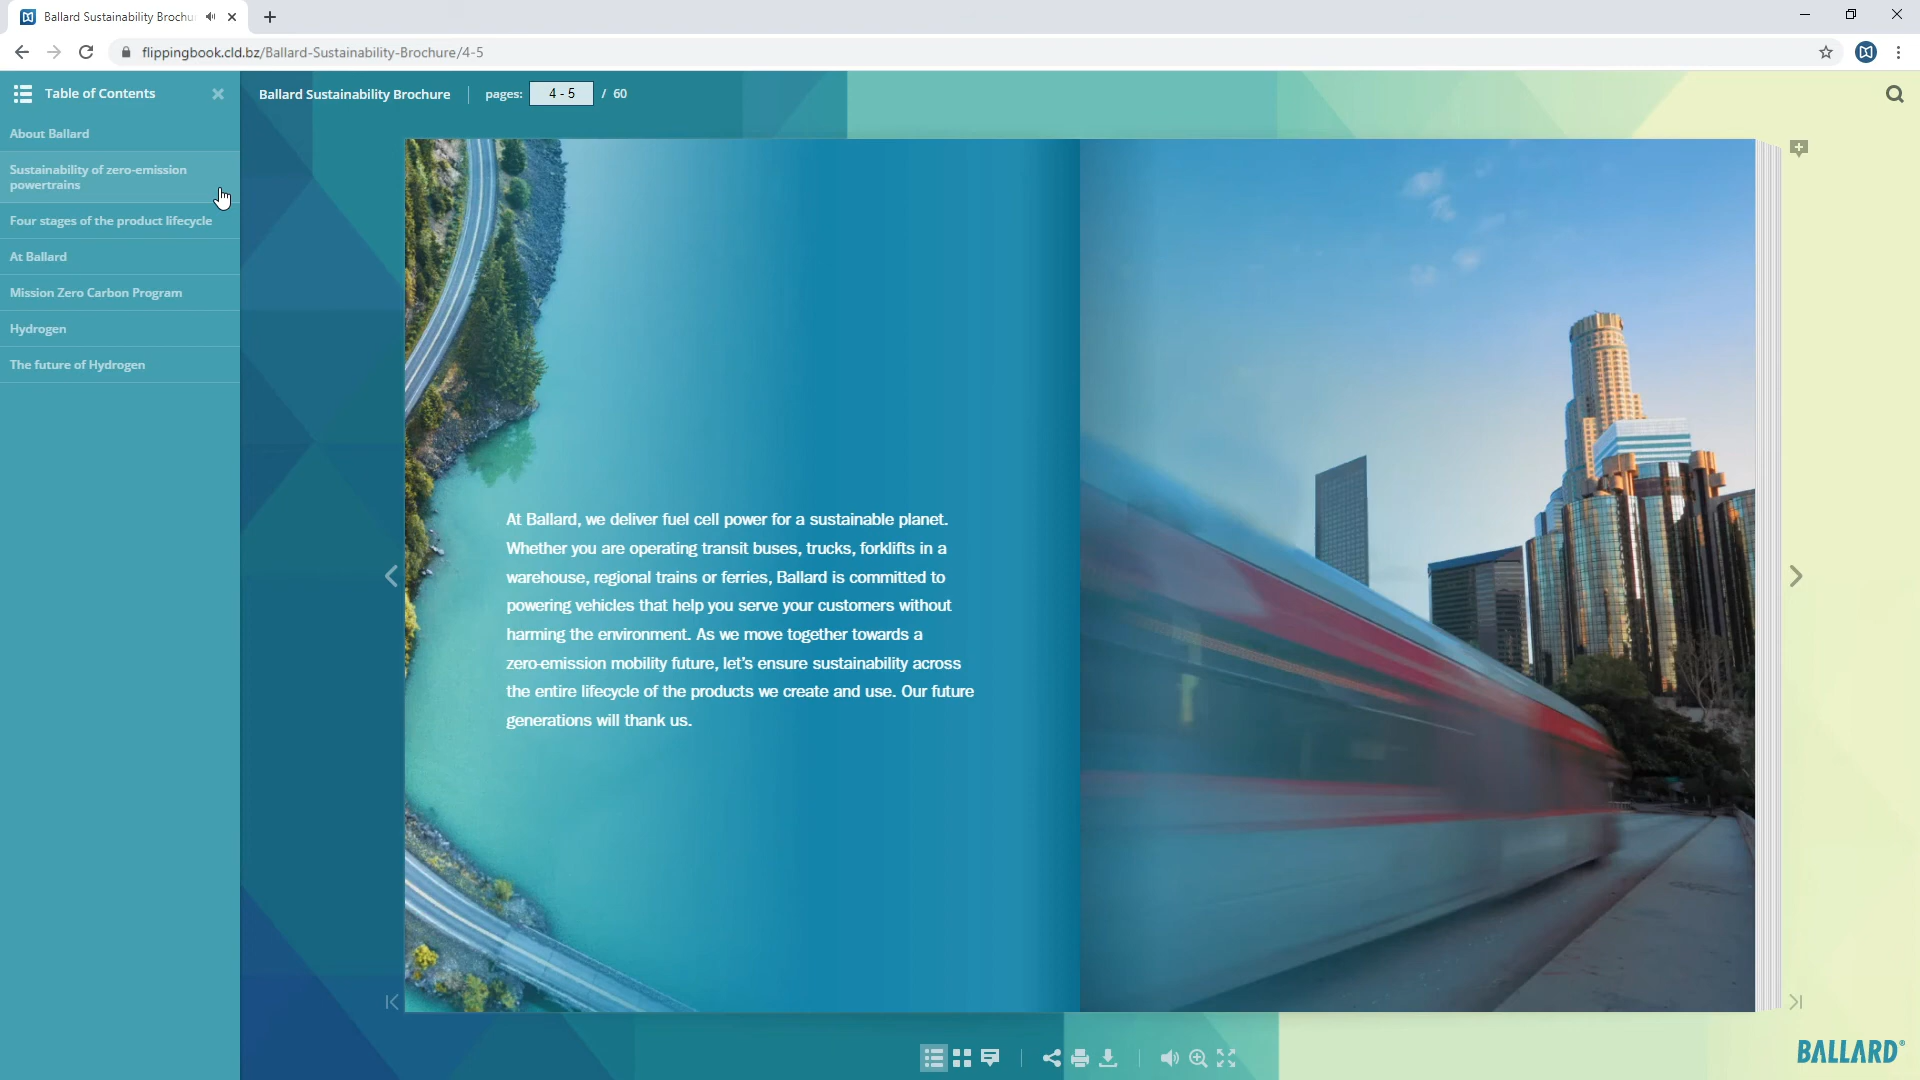 Ballard Sustainability Brochu
flippingbook.cld.bz/Ballard-Sustainability-Brochure/4-5
Table of Contents
Ballard Sustainability Brochure
pages: 4 - 5 / 60
About Ballard
Sustainability of zero-emission
powertrains
Four stages of the product lifecycle
At Ballard
Mission Zero Carbon Program
Hydrogen
The future of Hydrogen
At Ballard, we deliver fuel cell power for a sustainable planet.
Whether you are operating transit buses, trucks, forklifts in a
warehouse, regional trains or ferries, Ballard is committed to
powering vehicles that help you serve your customers without
harming the environment. As we move together towards a
zero-emission mobility future, let’s ensure sustainability across
the entire lifecycle of the products we create and use. Our future
generations will thank us.
BALLARD®